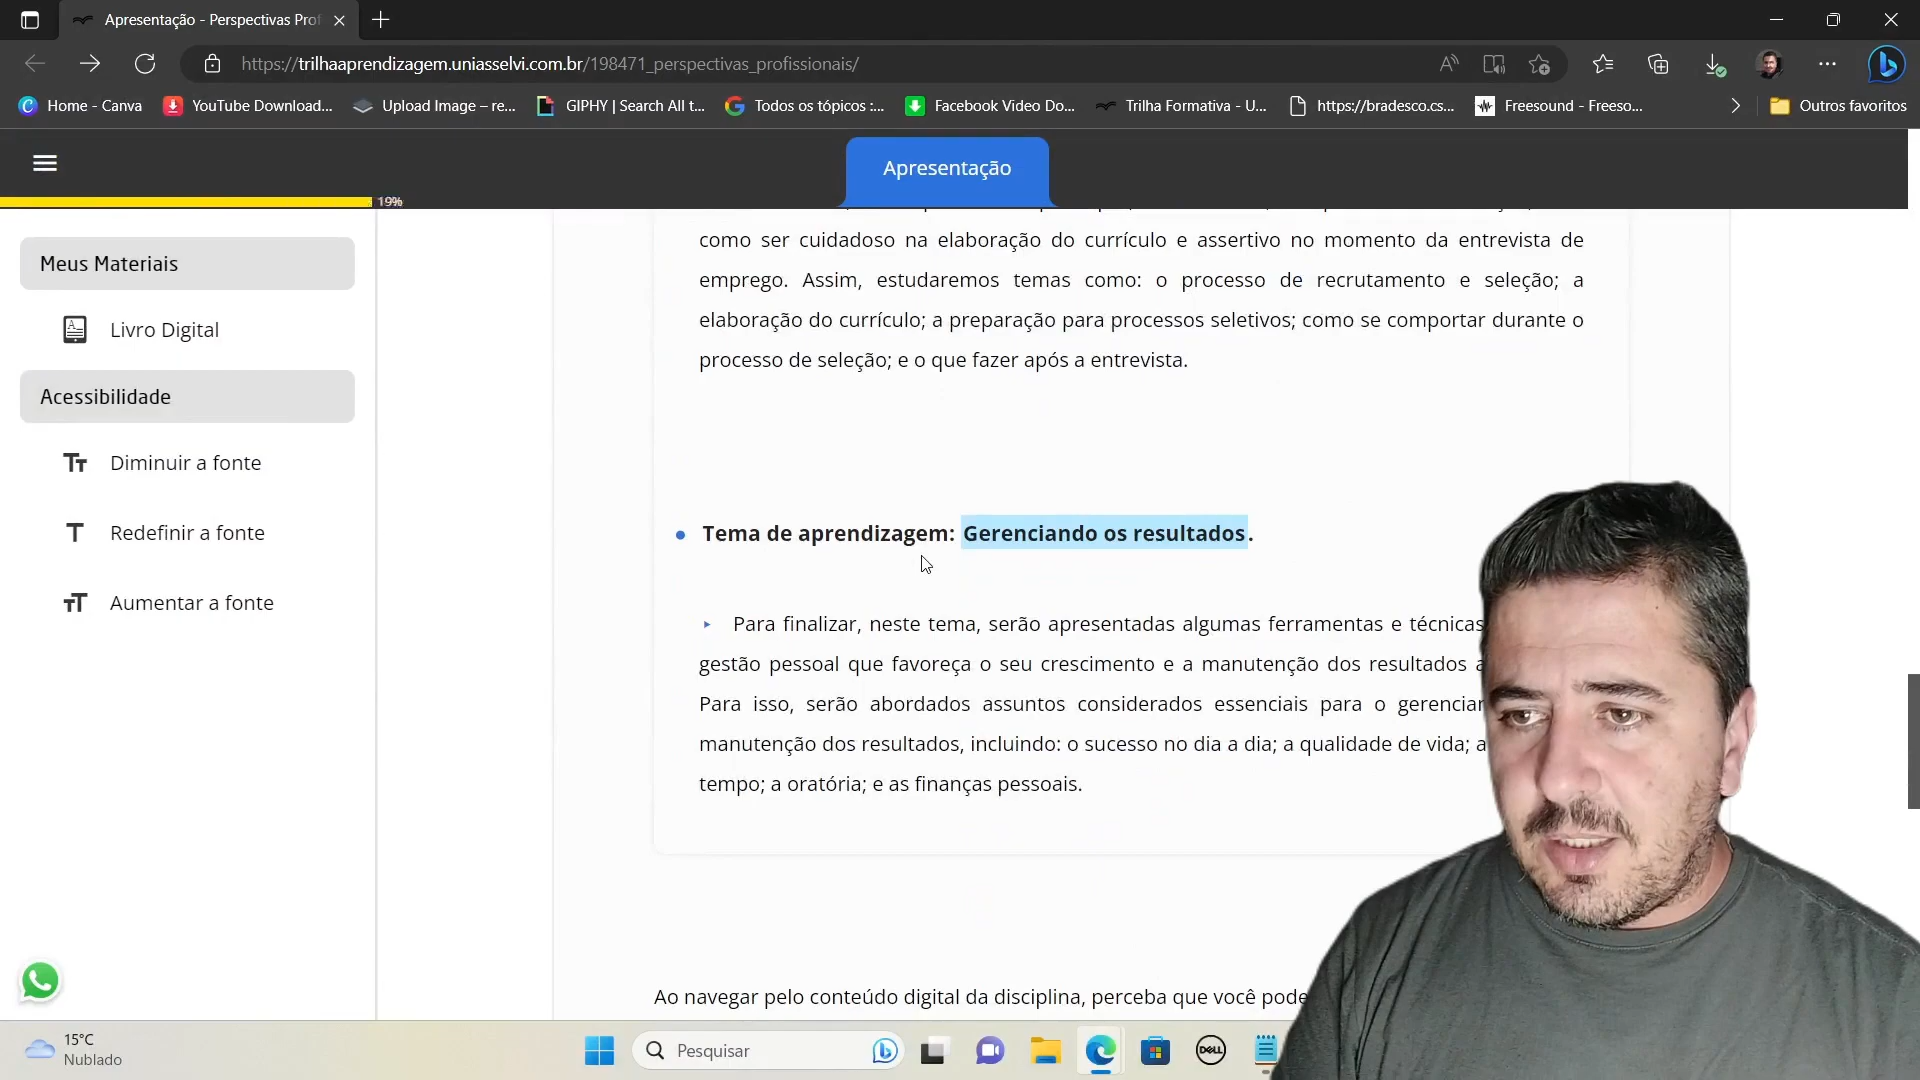 Apresentação - Perspectivas Prof
https://trilhaaprendizagem.uniasselvi.com.br/198471_perspectivas_profissionais/
Home - Canva
YouTube Download...
Upload Image – re...
GIPHY | Search All t...
Todos os tópicos :...
Facebook Video Do...
Trilha Formativa - U...
https://bradesco.cs...
Freesound - Freeso...
Outros favoritos
Apresentação
19%
Meus Materiais
Livro Digital
Acessibilidade
Diminuir a fonte
Redefinir a fonte
Aumentar a fonte
como ser cuidadoso na elaboração do currículo e assertivo no momento da entrevista de
emprego. Assim, estudaremos temas como: o processo de recrutamento e seleção; a
elaboração do currículo; a preparação para processos seletivos; como se comportar durante o
processo de seleção; e o que fazer após a entrevista.
Tema de aprendizagem: Gerenciando os resultados.
Para finalizar, neste tema, serão apresentadas algumas ferramentas e técnicas
gestão pessoal que favoreça o seu crescimento e a manutenção dos resultados
Para isso, serão abordados assuntos considerados essenciais para o
manutenção dos resultados, incluindo: o sucesso no dia a dia; a qualidade de vida; a
tempo; a oratória; e as finanças pessoais.
Ao navegar pelo conteúdo digital da disciplina, perceba que você pode
15°C
Nublado
Pesquisar
DELL